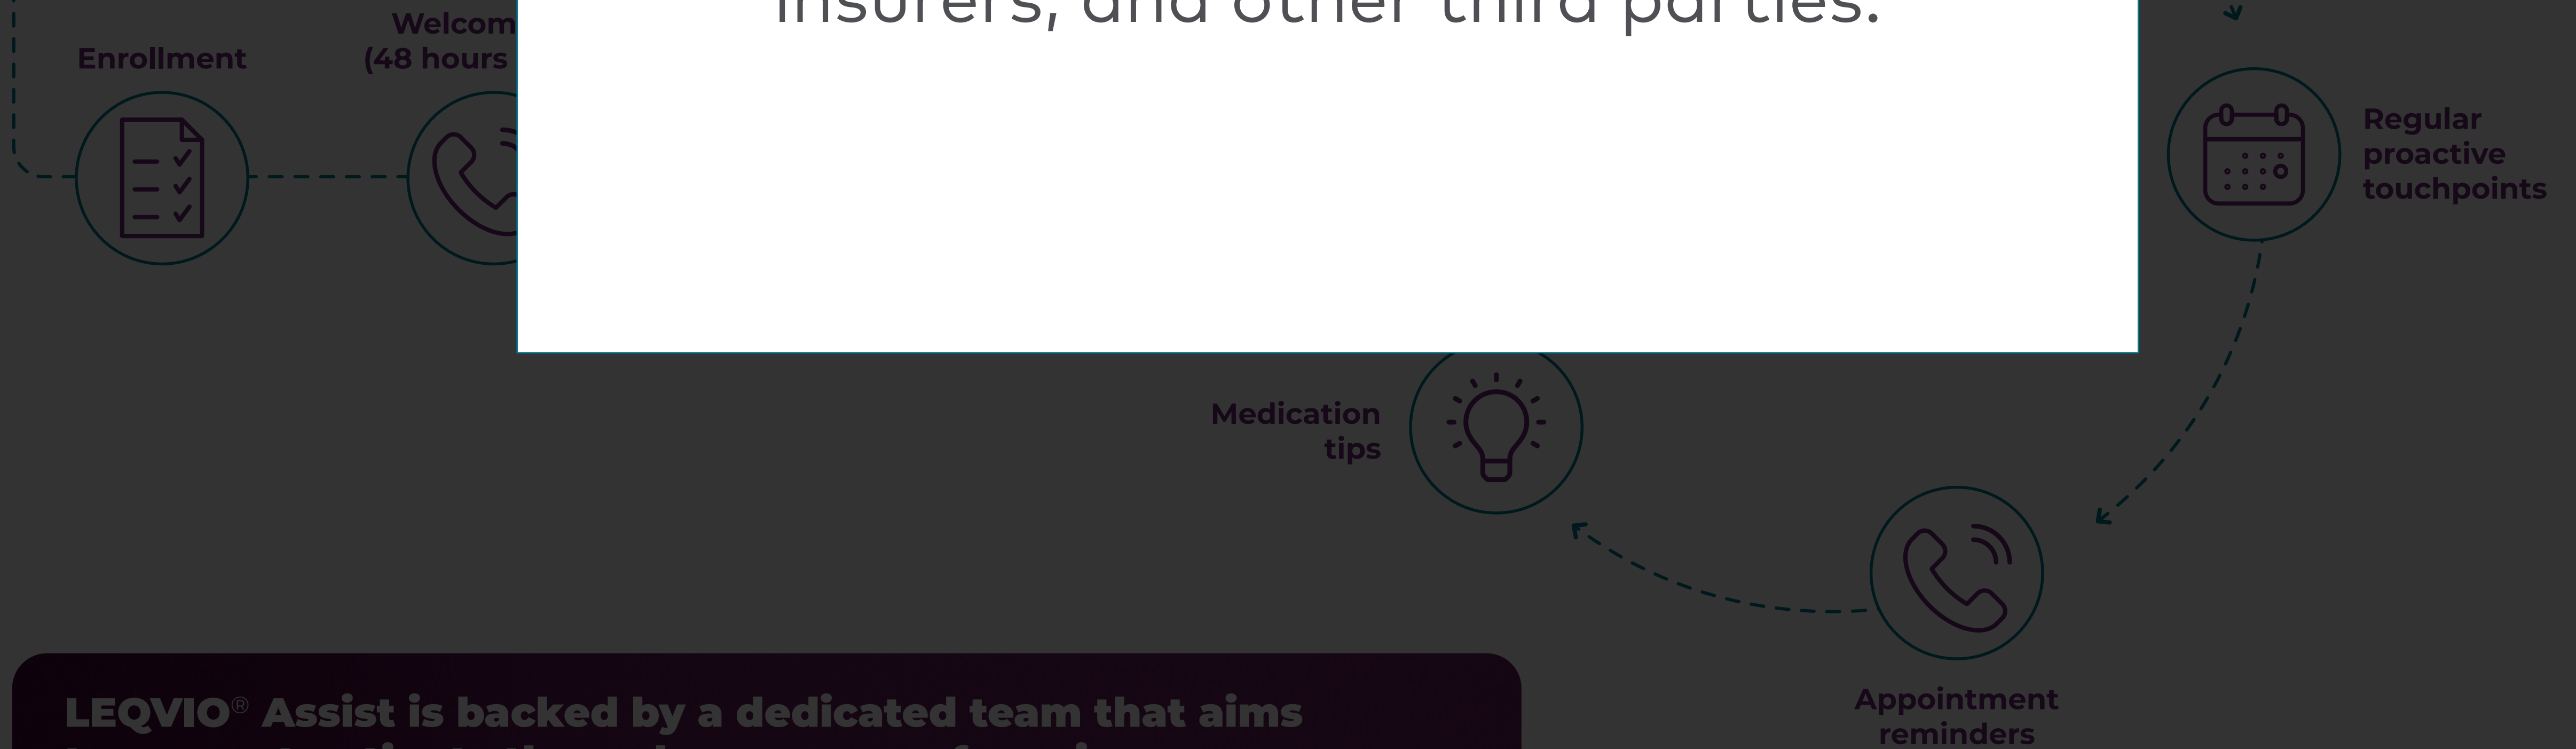 insurers, and other third parties.
Enrollment
Welcom
(48 hours
Regular
proactive
touchpoints
Medication
tips
Appointment
reminders
LEQVIO® Assist is backed by a dedicated team that aims